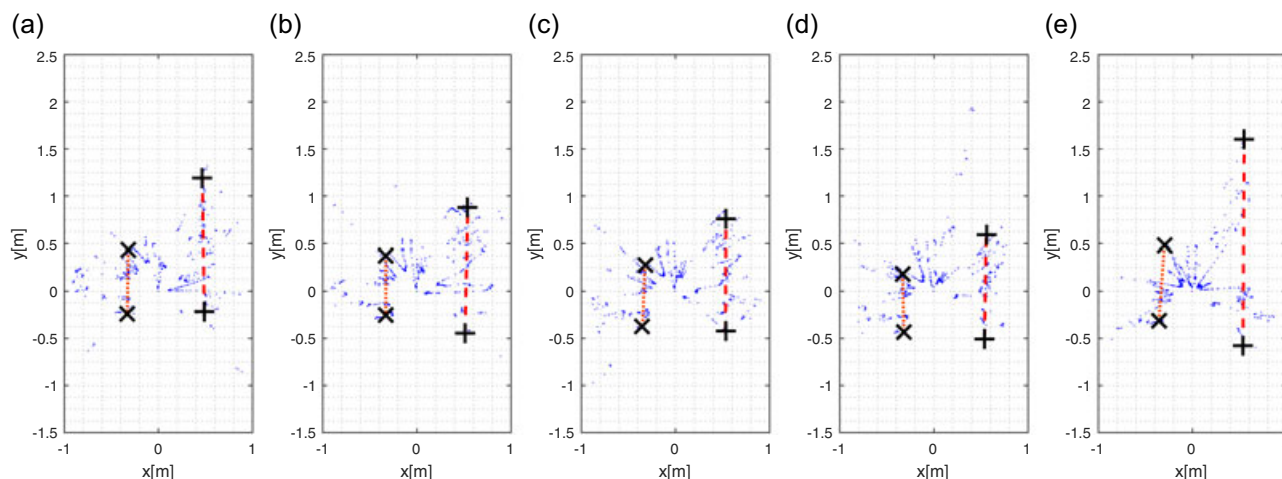 (a) (b) (c) (d) (e)
2.5 2.5 2.5 2.5 2.5
2 2 2 2 2
1.5 1.5 1.5 1.5 1.5
1 1 1 1 1
y[m] y[m] y[m] y[m] y[m]
0.5 0.5 0.5 0.5 0.5
0 0 0 0 0
-0.5 -0.5 -0.5 -0.5 -0.5
-1 -1 -1 -1 -1
-1.5 -1.5 -1.5 -1.5 -1.5
-1 0 1 -1 0 1 -1 0 1 -1 0 1 -1 0 1
x[m] x[m] x[m] x[m] x[m]